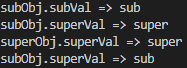 subObj.subVal => sub
subObj.superVal => super
superObj.superVal => super
subObj.superVal => sub